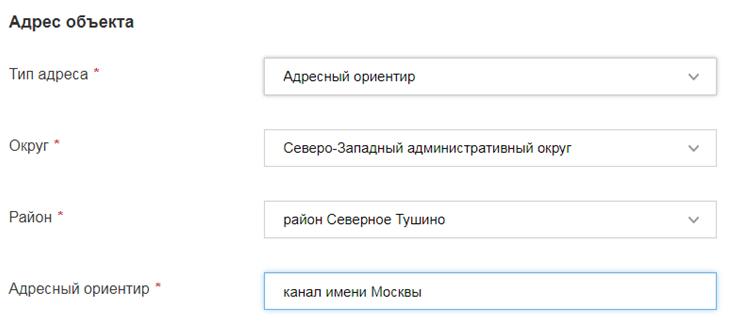 Адрес объекта
Тип адреса *
Адресный ориентир
Округ *
Северо-Западный административный округ
Район *
район Северное Тушино
Адресный ориентир *
канал имени Москвы